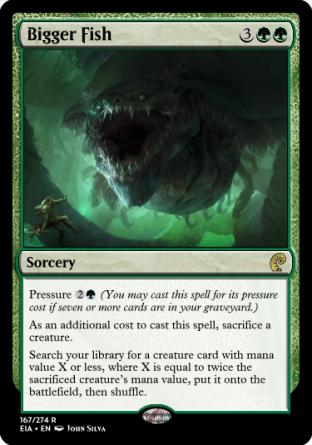 Bigger Fish 3
Sorcery
Pressure 2 (You may cast this spell for its pressure
cost if seven or more cards are in your graveyard.)
As an additional cost to cast this spell, sacrifice a
creature.
Search your library for a creature card with mana
value X or less, where X is equal to twice the
sacrificed creature's mana value, put it onto the
battlefield, then shuffle.
167/274 R
EIA • EN John Silva